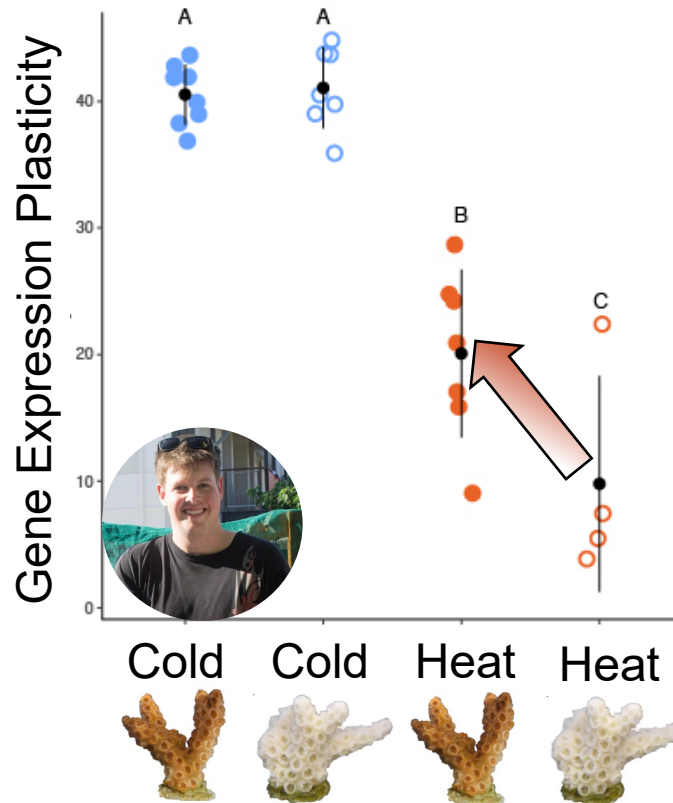 Gene Expression Plasticity
A
A
B
C
40
30
20
10
0
Cold
Cold
Heat
Heat